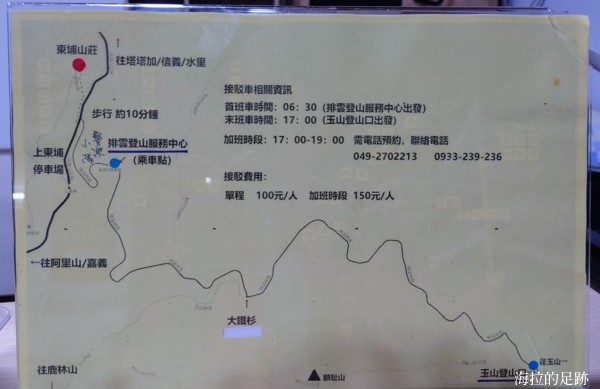 東埔山莊
往塔塔加/信義/水里
步行 約10分鐘
排雲登山服務中心
(乘車點)
上東埔
停車場
←往阿里山/嘉義
接駁車相關資訊
首班車時間：06：30（排雲登山服務中心出發）
末班車時間：17：00（玉山登山口出發）
加班時段：17：00-19：00 需電話預約，聯絡電話
049-2702213 0933-239-236
接駁費用：
單程 100元/人 加班時段 150元/人
大鐵杉
往鹿林山
麟趾山
往玉山→
玉山登山口
海拉的足跡